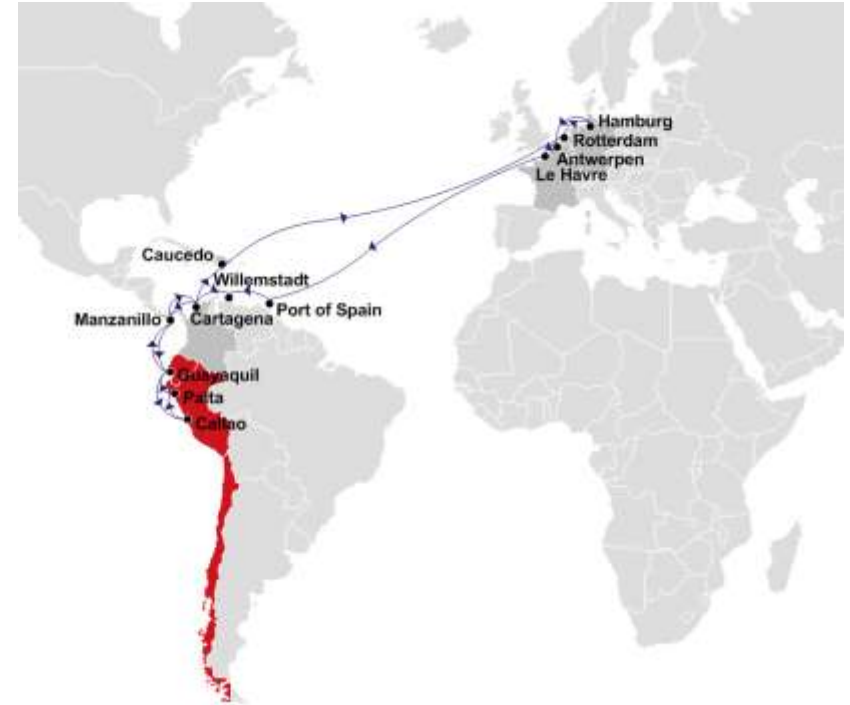 Hamburg
Rotterdam
Antwerpen
Le Havre
Caucedo
Willemstadt
Port of Spain
Cartagena
Manzanillo
Guayaquil
Paita
Callao